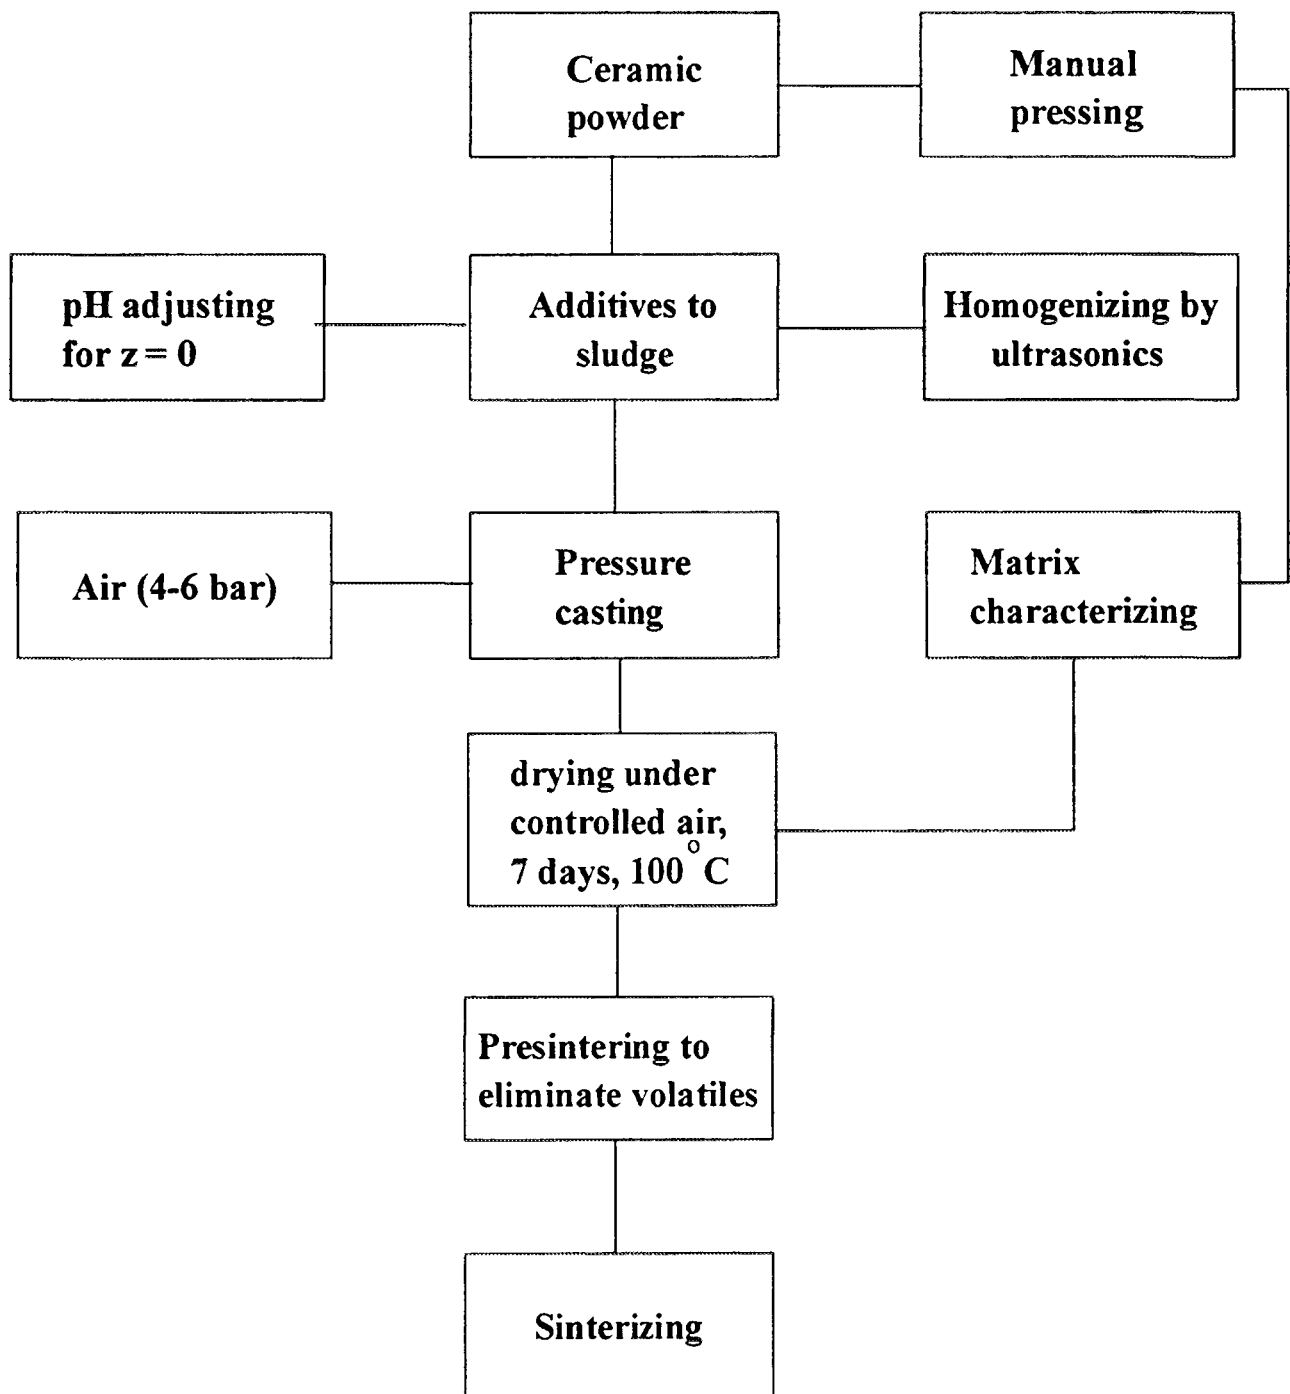 Ceramic
powder
Manual
pressing
pH adjusting
for z = 0
Additives to
sludge
Homogenizing by
ultrasonics
Air (4-6 bar)
Pressure
casting
Matrix
characterizing
drying under
controlled air,
7 days, 100°C
Presintering to
eliminate volatiles
Sinterizing